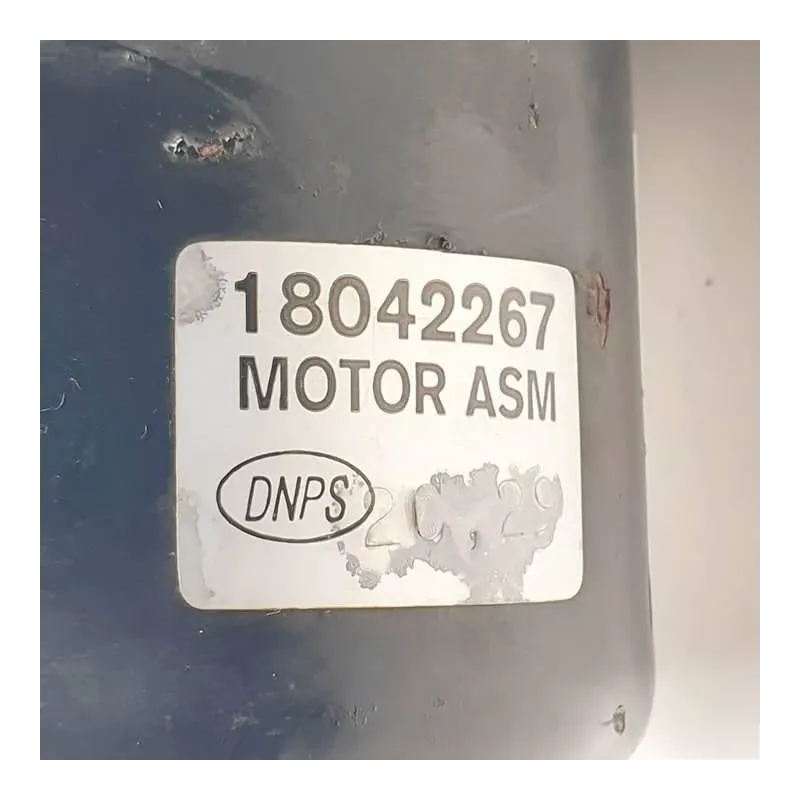 18042267
MOTOR ASM
DNPS